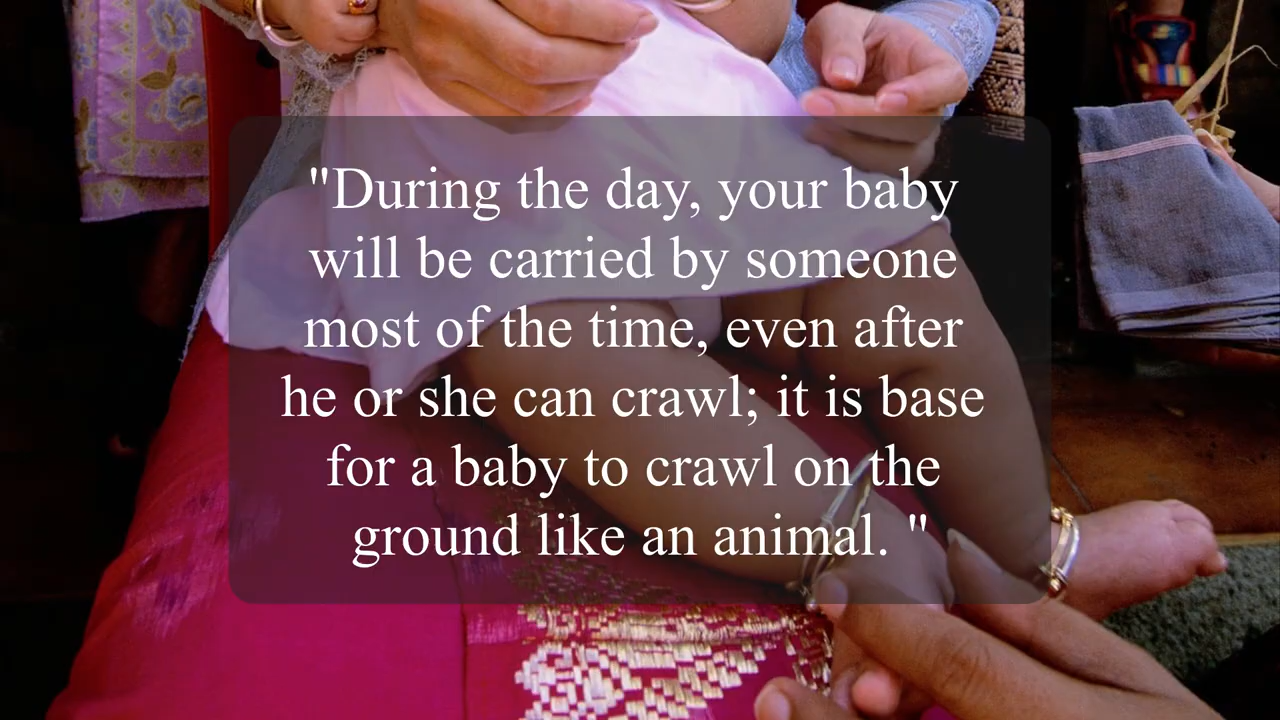 "During the day, your baby
will be carried by someone
most of the time, even after
he or she can crawl; it is base
for a baby to crawl on the
ground like an animal. "